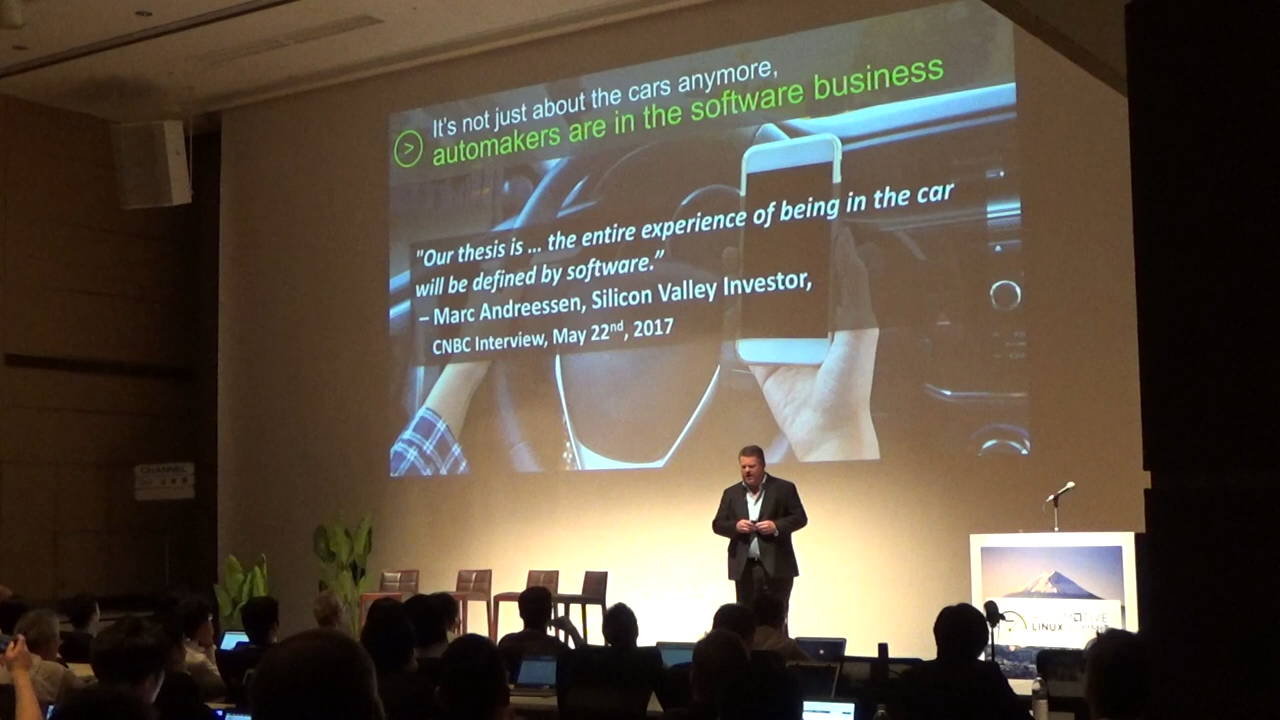 It's not just about the cars anymore,
> automakers are in the software business
"Our thesis is ... the entire experience of being in the car
will be defined by software.”
– Marc Andreessen, Silicon Valley Investor,
CNBC Interview, May 22nd, 2017
CHANNEL
LINUX